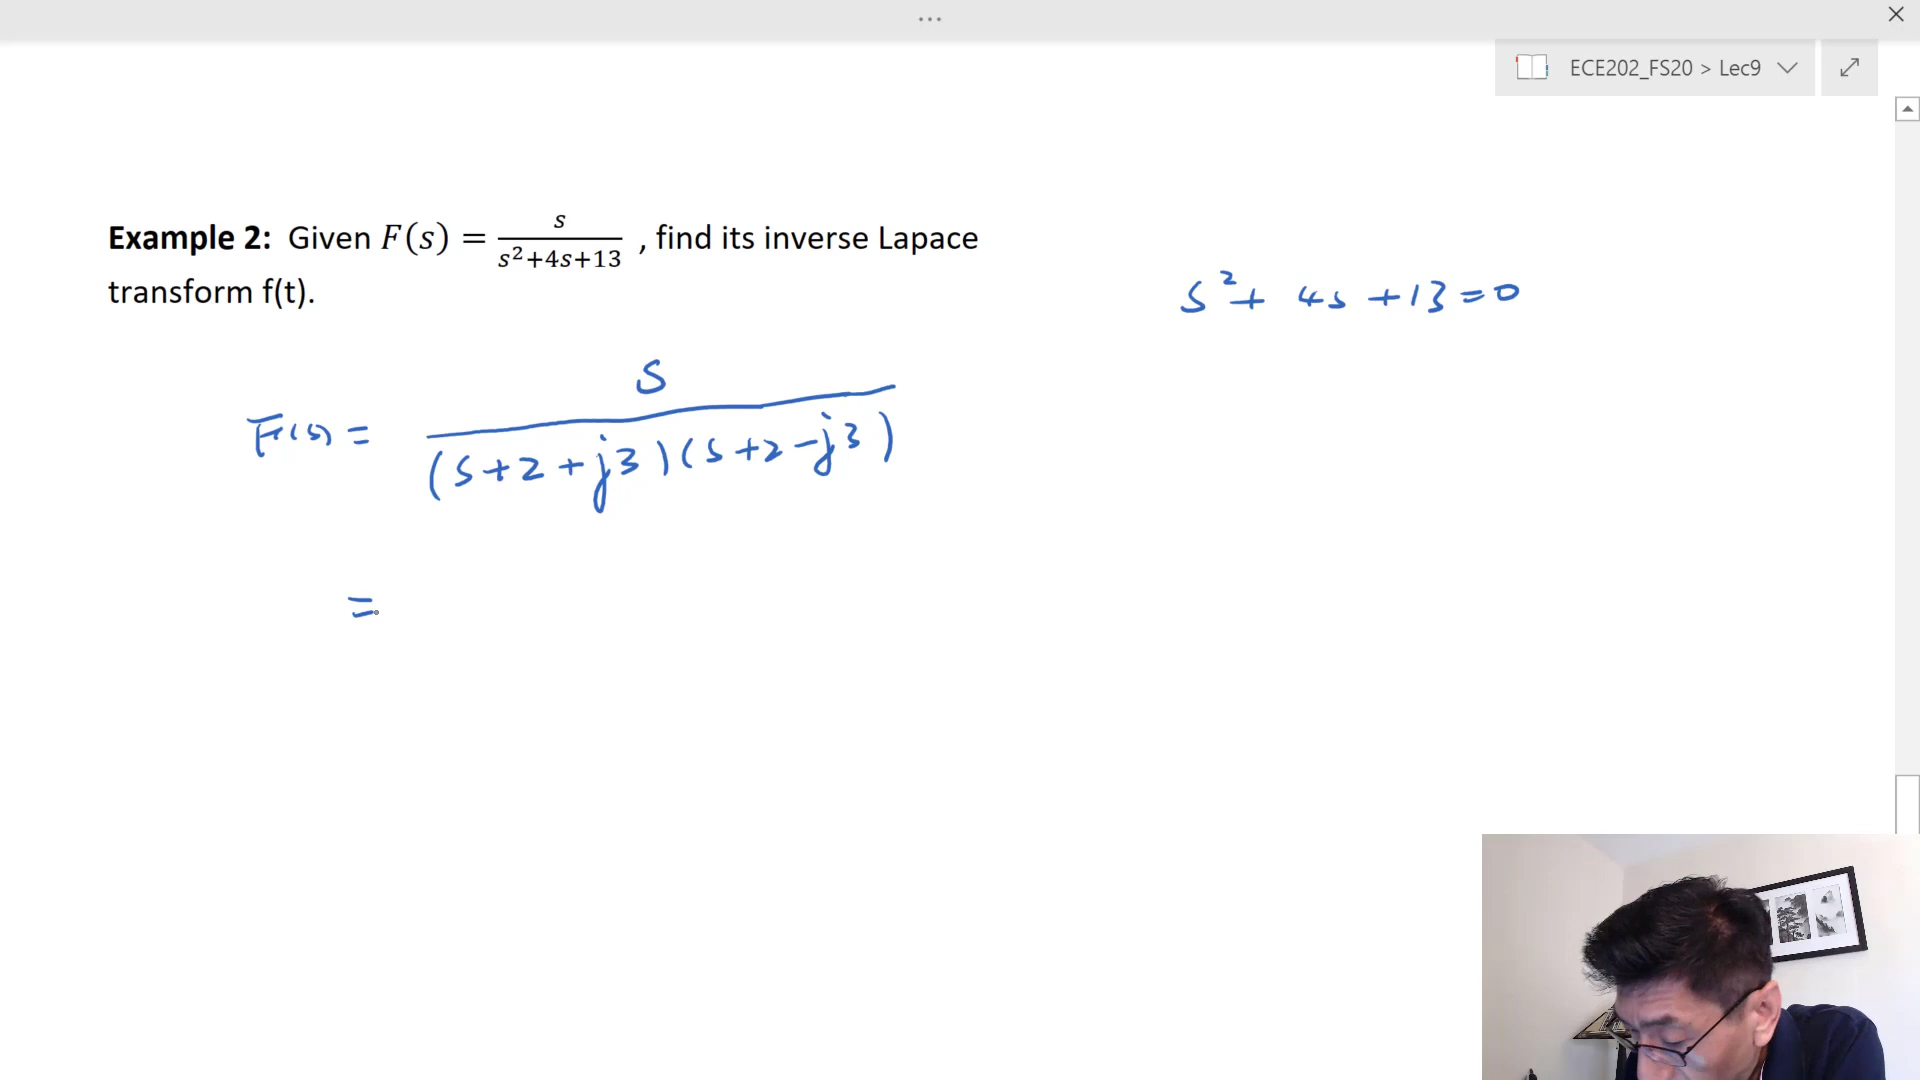 ECE202_FS20 > Lec9
Example 2: Given F(s) = s/(s²+4s+13) , find its inverse Lapace
transform f(t).
s² + 4s + 13 = 0
F(s) = s/((s+2+j3)(s+2-j3))
=